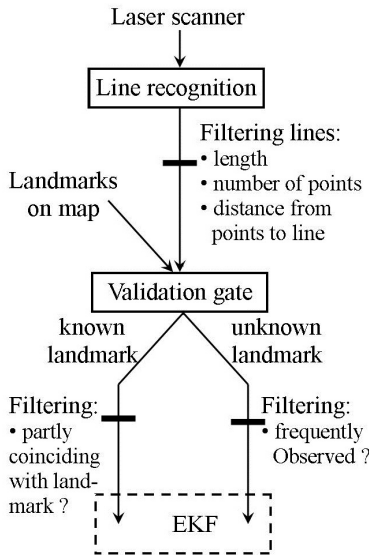 Laser scanner
Line recognition
Filtering lines:
• length
• number of points
• distance from
points to line
Landmarks
on map
Validation gate
known
landmark
unknown
landmark
Filtering:
• partly
coinciding
with land-
mark ?
Filtering:
• frequently
Observed ?
EKF